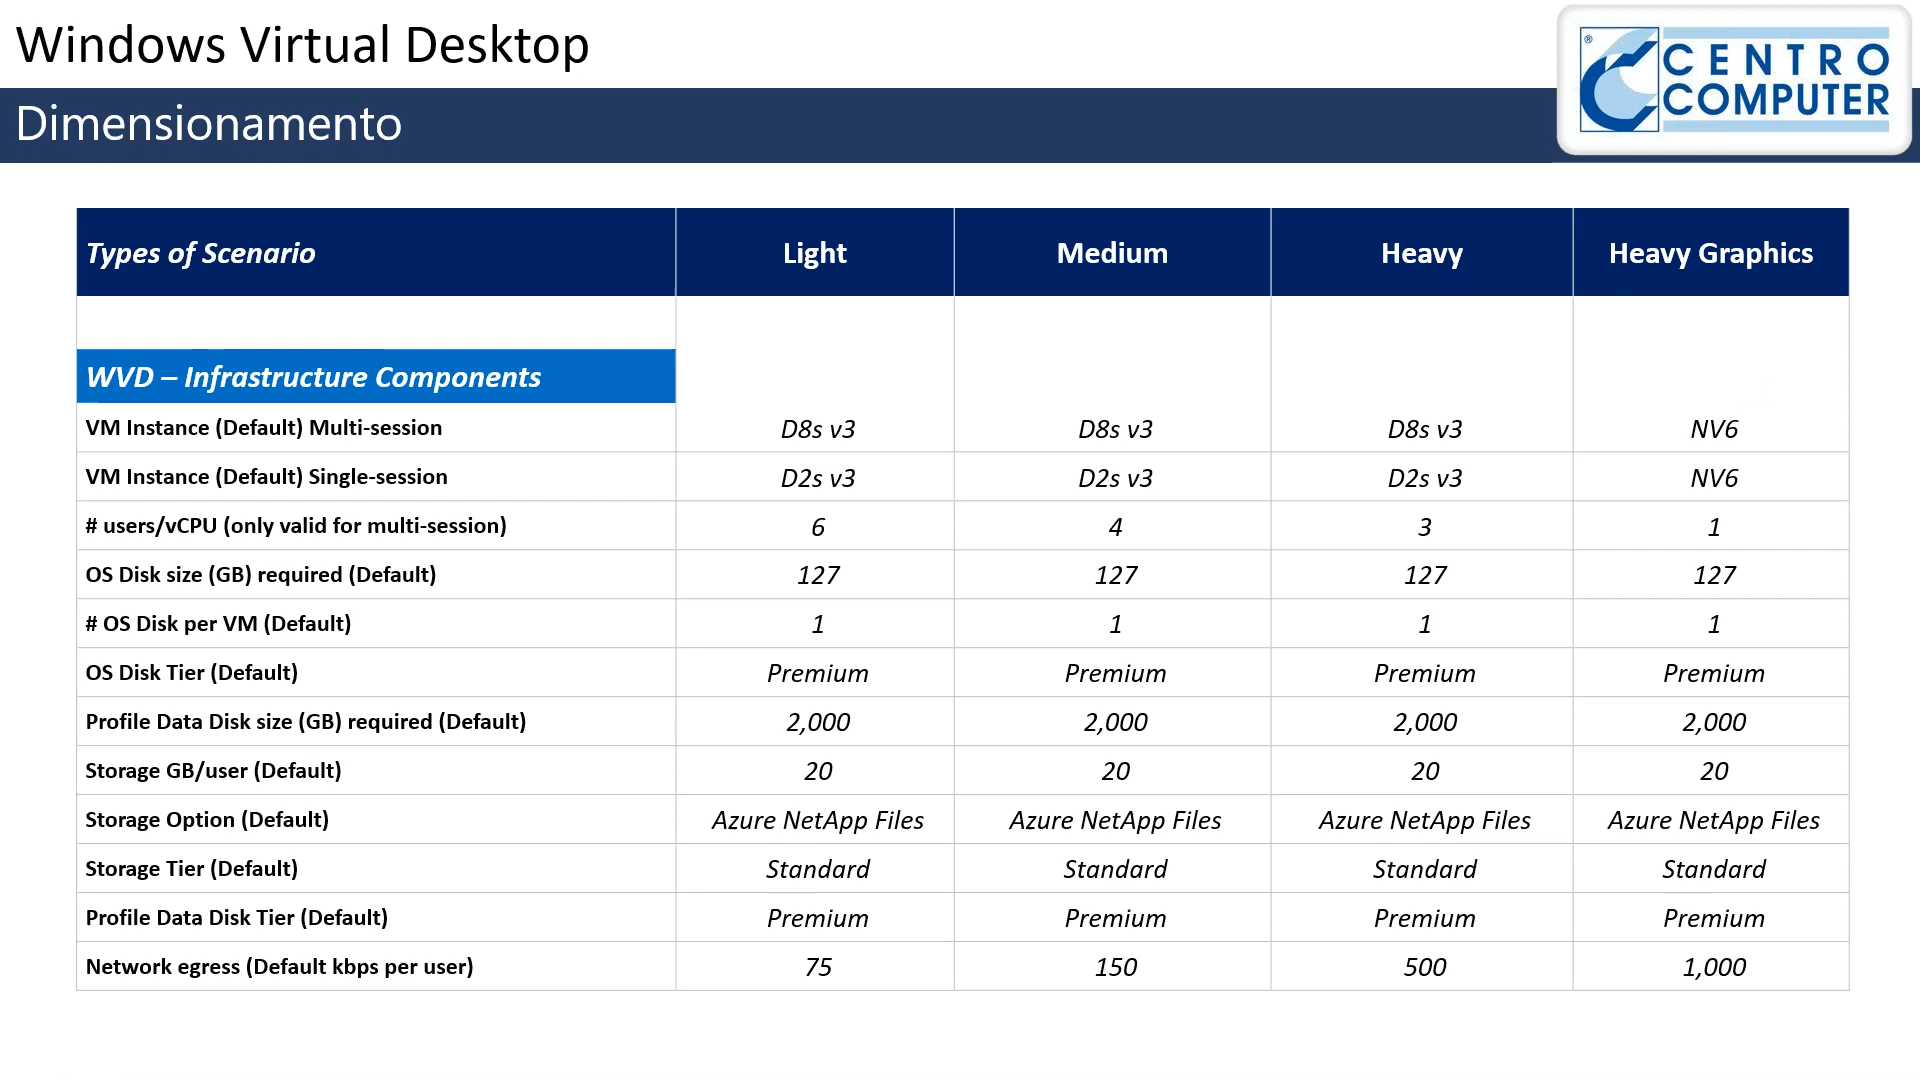 Windows Virtual Desktop
Dimensionamento
®
CENTRO
COMPUTER
Types of Scenario Light Medium Heavy Heavy Graphics
WVD – Infrastructure Components
VM Instance (Default) Multi-session D8s v3 D8s v3 D8s v3 NV6
VM Instance (Default) Single-session D2s v3 D2s v3 D2s v3 NV6
# users/vCPU (only valid for multi-session) 6 4 3 1
OS Disk size (GB) required (Default) 127 127 127 127
# OS Disk per VM (Default) 1 1 1 1
OS Disk Tier (Default) Premium Premium Premium Premium
Profile Data Disk size (GB) required (Default) 2,000 2,000 2,000 2,000
Storage GB/user (Default) 20 20 20 20
Storage Option (Default) Azure NetApp Files Azure NetApp Files Azure NetApp Files Azure NetApp Files
Storage Tier (Default) Standard Standard Standard Standard
Profile Data Disk Tier (Default) Premium Premium Premium Premium
Network egress (Default kbps per user) 75 150 500 1,000